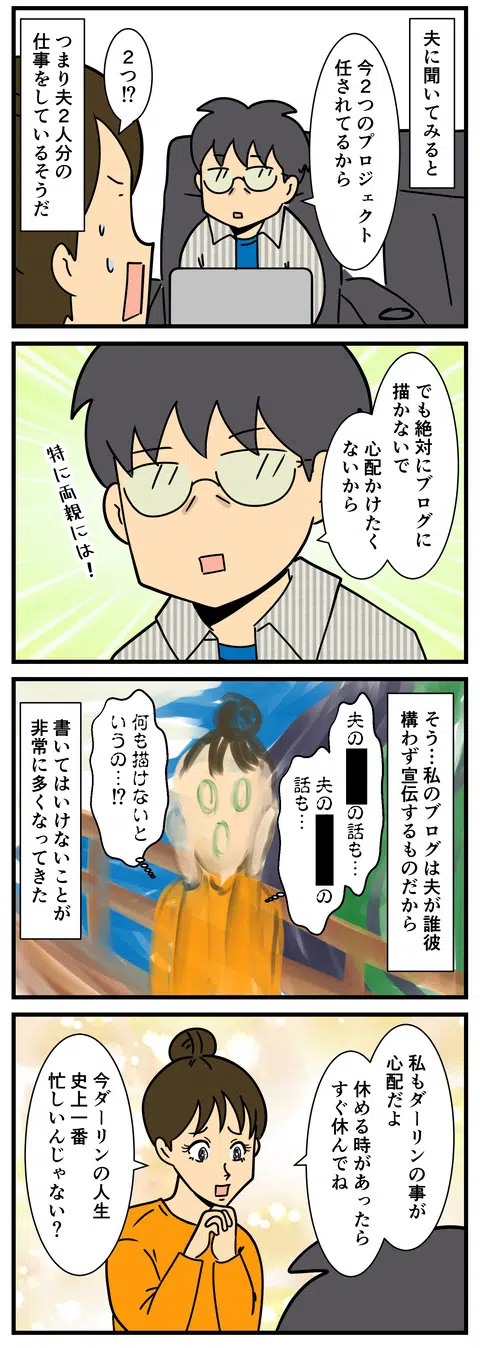 夫に聞いてみると
今２つのプロジェクト
任されてるから
２つ!?
つまり夫２人分の
仕事をしているそうだ
でも絶対にブログに
描かないで
心配かけたく
ないから
特に両親には！
そう…私のブログは夫が誰彼
構わず宣伝するものだから
夫の
の話も…
夫の
の
話も…
何も描けないと
いうの…!?
書いてはいけないことが
非常に多くなってきた
私もダーリンの事が
心配だよ
休める時があったら
すぐ休んでね
今ダーリンの人生
史上一番
忙しいんじゃない？